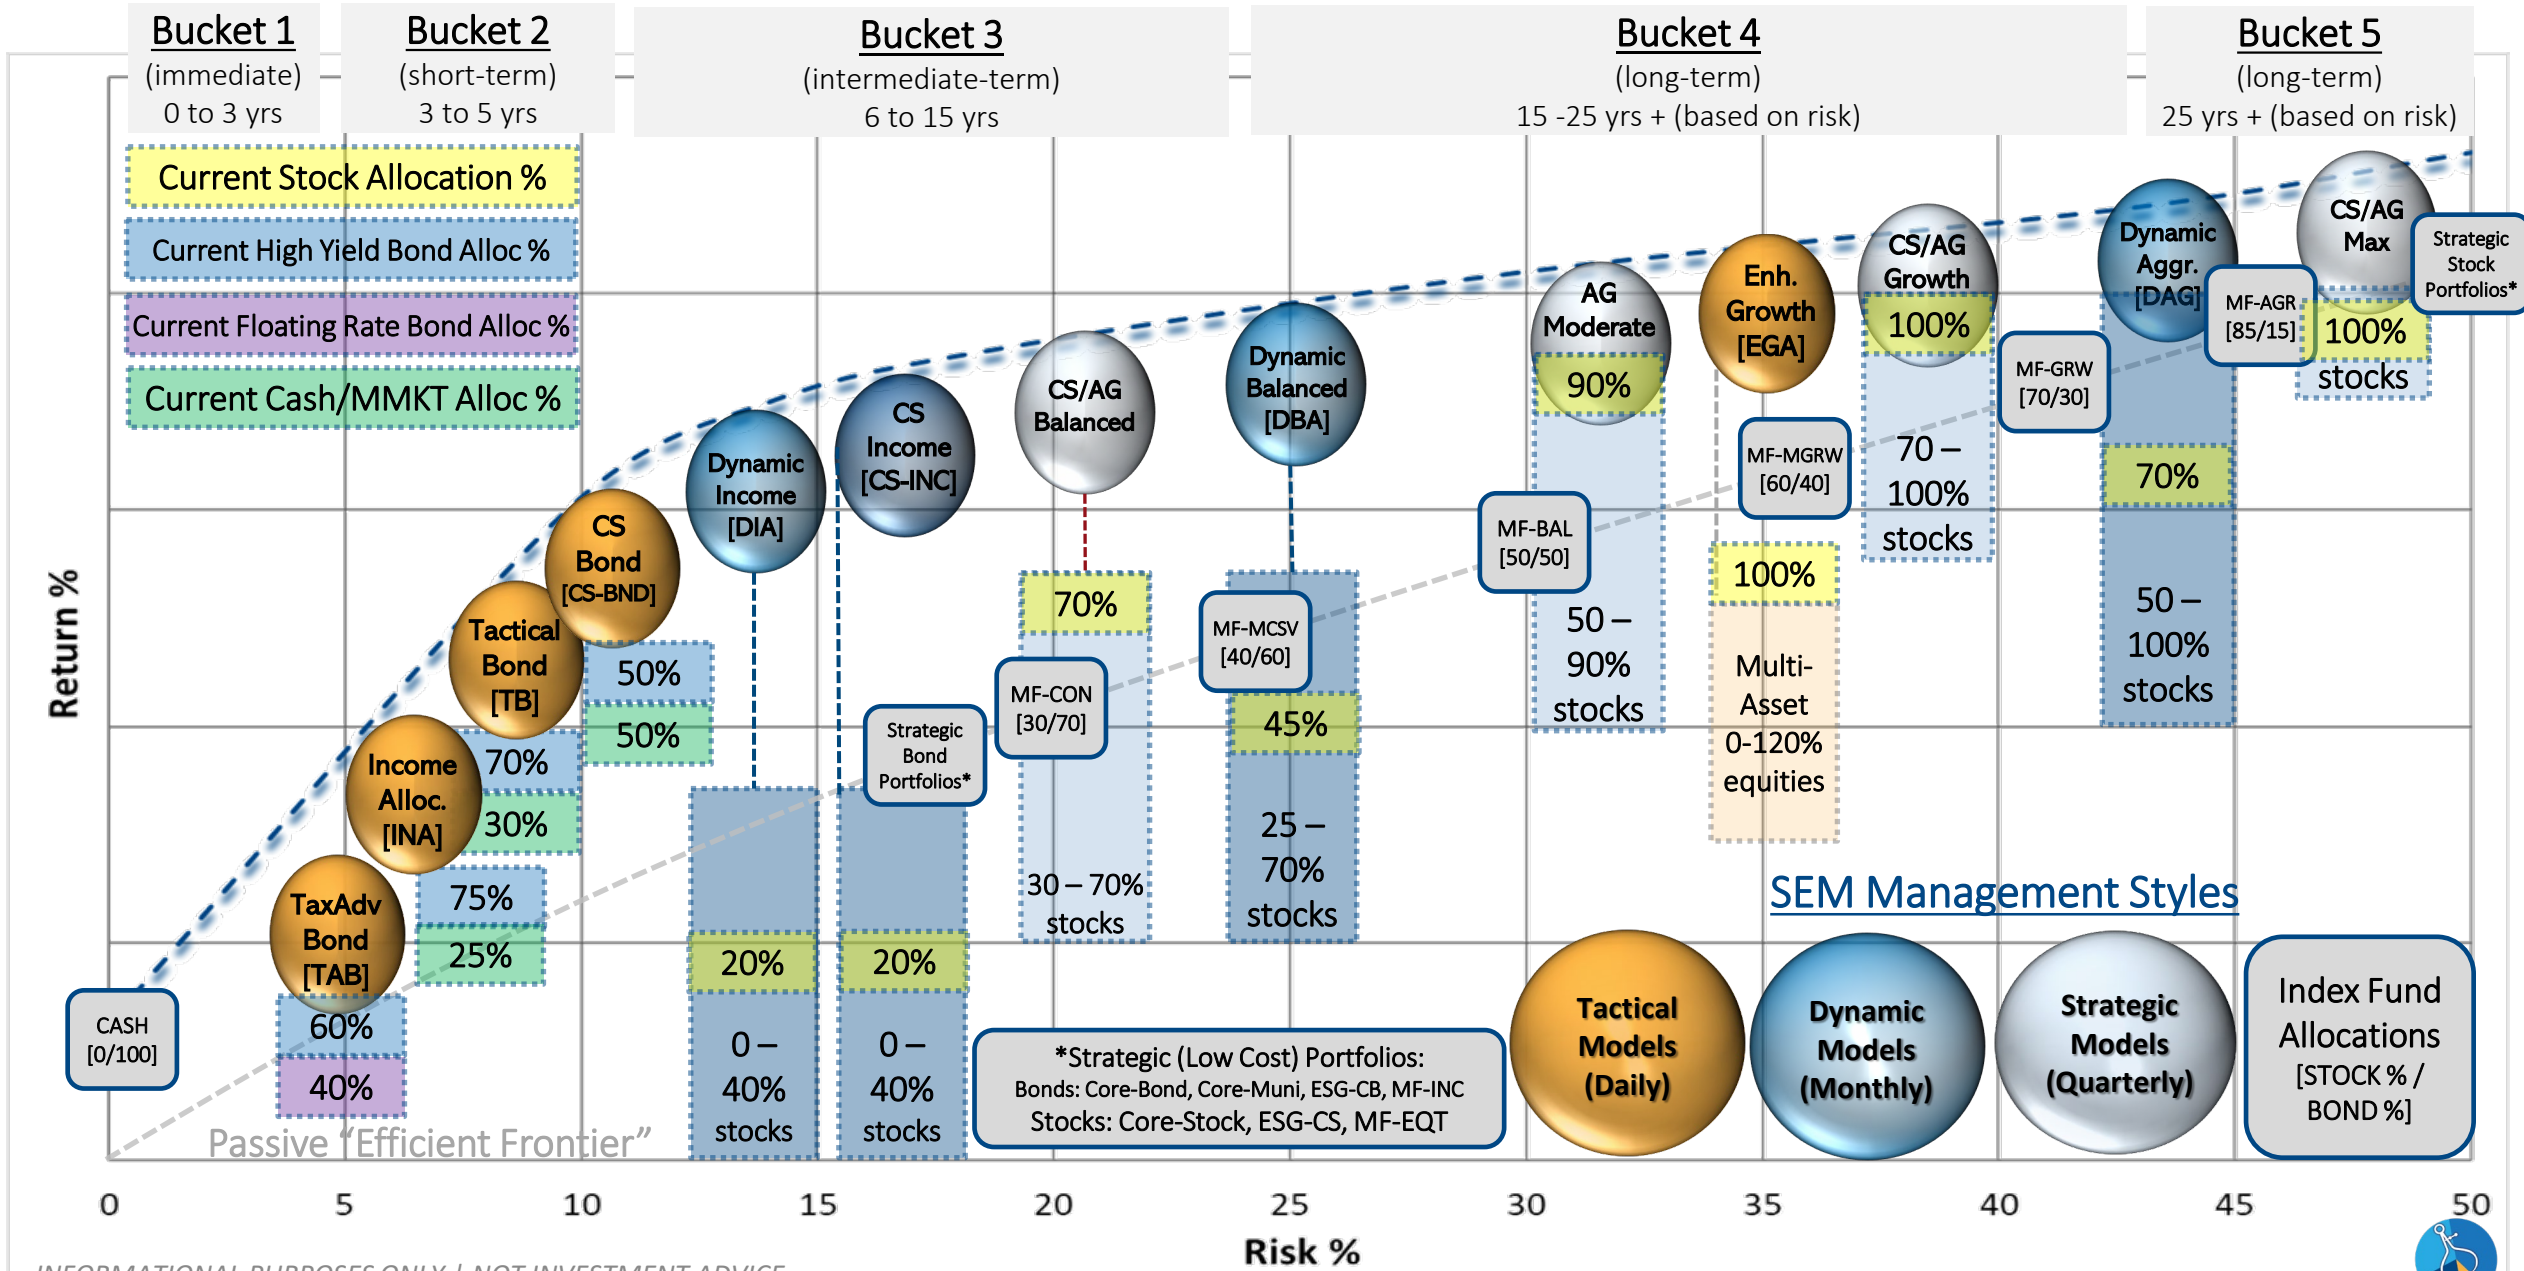 Bucket 1
(immediate)
0 to 3 yrs
Bucket 2
(short-term)
3 to 5 yrs
Bucket 3
(intermediate-term)
6 to 15 yrs
Bucket 4
(long-term)
15 -25 yrs + (based on risk)
Bucket 5
(long-term)
25 yrs + (based on risk)
Current Stock Allocation %
Current High Yield Bond Alloc %
Current Floating Rate Bond Alloc %
Current Cash/MMKT Alloc %
Return %
CASH
[0/100]
TaxAdv
Bond
[TAB]
60%
40%
Income
Alloc.
[INA]
75%
25%
Tactical
Bond
[TB]
70%
30%
CS
Bond
[CS-BND]
50%
50%
Dynamic
Income
[DIA]
20%
0 –
40%
stocks
CS
Income
[CS-INC]
20%
0 –
40%
stocks
Strategic
Bond
Portfolios*
CS/AG
Balanced
70%
30 – 70%
stocks
MF-CON
[30/70]
Dynamic
Balanced
[DBA]
MF-MCSV
[40/60]
45%
25 –
70%
stocks
MF-BAL
[50/50]
AG
Moderate
90%
50 –
90%
stocks
Enh.
Growth
[EGA]
100%
Multi-
Asset
0-120%
equities
MF-MGRW
[60/40]
CS/AG
Growth
100%
70 –
100%
stocks
MF-GRW
[70/30]
Dynamic
Aggr.
[DAG]
70%
50 –
100%
stocks
MF-AGR
[85/15]
CS/AG
Max
100%
stocks
Strategic
Stock
Portfolios*
Passive “Efficient Frontier”
*Strategic (Low Cost) Portfolios:
Bonds: Core-Bond, Core-Muni, ESG-CB, MF-INC
Stocks: Core-Stock, ESG-CS, MF-EQT
SEM Management Styles
Tactical
Models
(Daily)
Dynamic
Models
(Monthly)
Strategic
Models
(Quarterly)
Index Fund
Allocations
[STOCK % /
BOND %]
0 5 10 15 20 25 30 35 40 45 50
Risk %
INFORMATIONAL PURPOSES ONLY | NOT INVESTMENT ADVICE